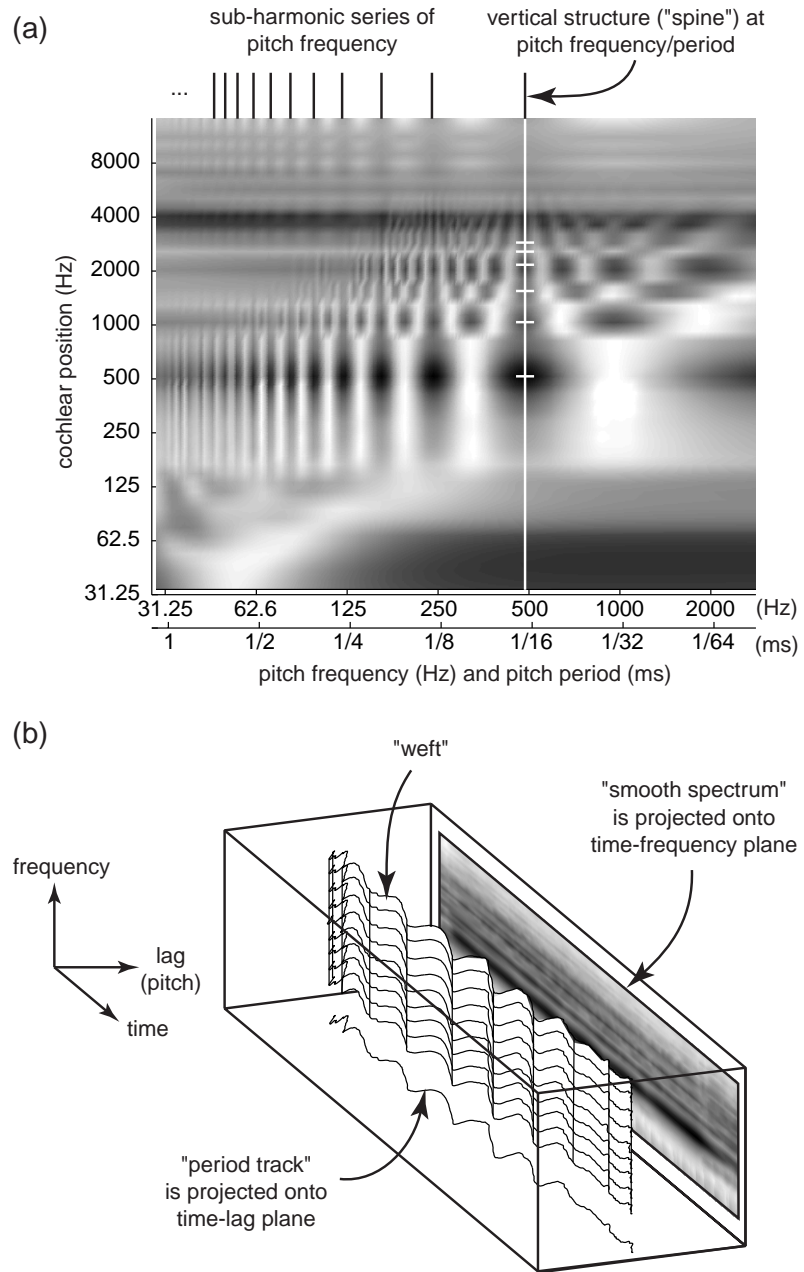 (a)
sub-harmonic series of
pitch frequency
vertical structure ("spine") at
pitch frequency/period
...
cochlear position (Hz)
8000
4000
2000
1000
500
250
125
62.5
31.25
31.25 62.6 125 250 500 1000 2000 (Hz)
1 1/2 1/4 1/8 1/16 1/32 1/64 (ms)
pitch frequency (Hz) and pitch period (ms)
(b)
"weft"
"smooth spectrum"
is projected onto
time-frequency plane
frequency
lag
(pitch)
time
"period track"
is projected onto
time-lag plane